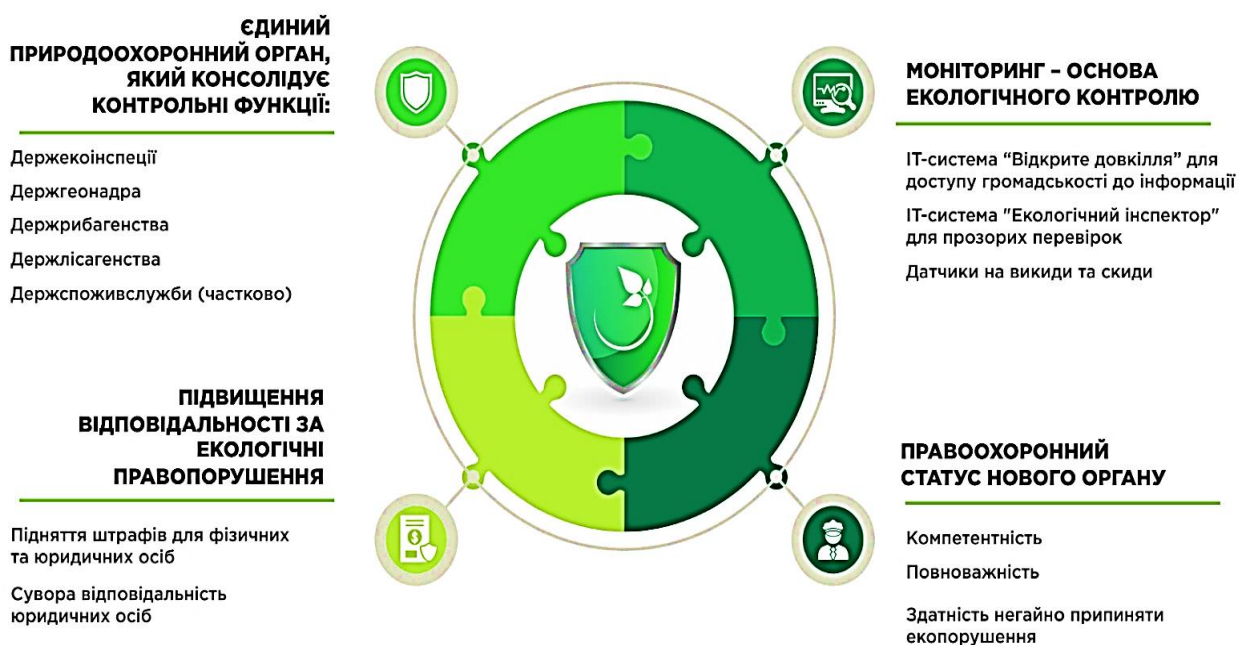 ЄДИНИЙ
ПРИРОДООХОРОННИЙ ОРГАН,
ЯКИЙ КОНСОЛІДУЄ
КОНТРОЛЬНІ ФУНКЦІЇ:
Держекоінспеції
Держгеонадра
Держрибагенства
Держлісагенства
Держспоживслужби (частково)
МОНІТОРИНГ – ОСНОВА
ЕКОЛОГІЧНОГО КОНТРОЛЮ
ІТ-система “Відкрите довкілля” для
доступу громадськості до інформації
ІТ-система "Екологічний інспектор"
для прозорих перевірок
Датчики на викиди та скиди
ПІДВИЩЕННЯ
ВІДПОВІДАЛЬНОСТІ ЗА
ЕКОЛОГІЧНІ
ПРАВОПОРУШЕННЯ
Підняття штрафів для фізичних
та юридичних осіб
Сувора відповідальність
юридичних осіб
ПРАВООХОРОННИЙ
СТАТУС НОВОГО ОРГАНУ
Компетентність
Повноважність
Здатність негайно припиняти
екопорушення